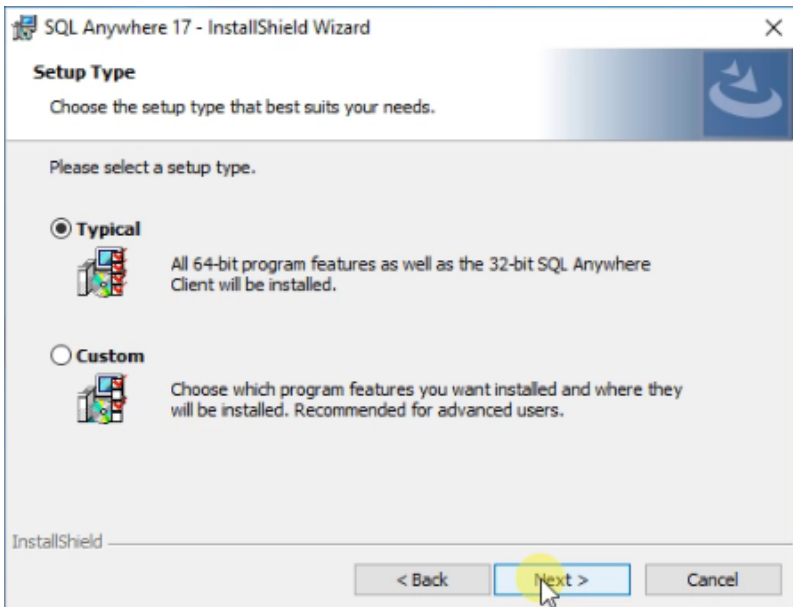 SQL Anywhere 17 - InstallShield Wizard
Setup Type
Choose the setup type that best suits your needs.
Please select a setup type.
Typical
All 64-bit program features as well as the 32-bit SQL Anywhere
Client will be installed.
Custom
Choose which program features you want installed and where they
will be installed. Recommended for advanced users.
InstallShield
< Back
Next >
Cancel